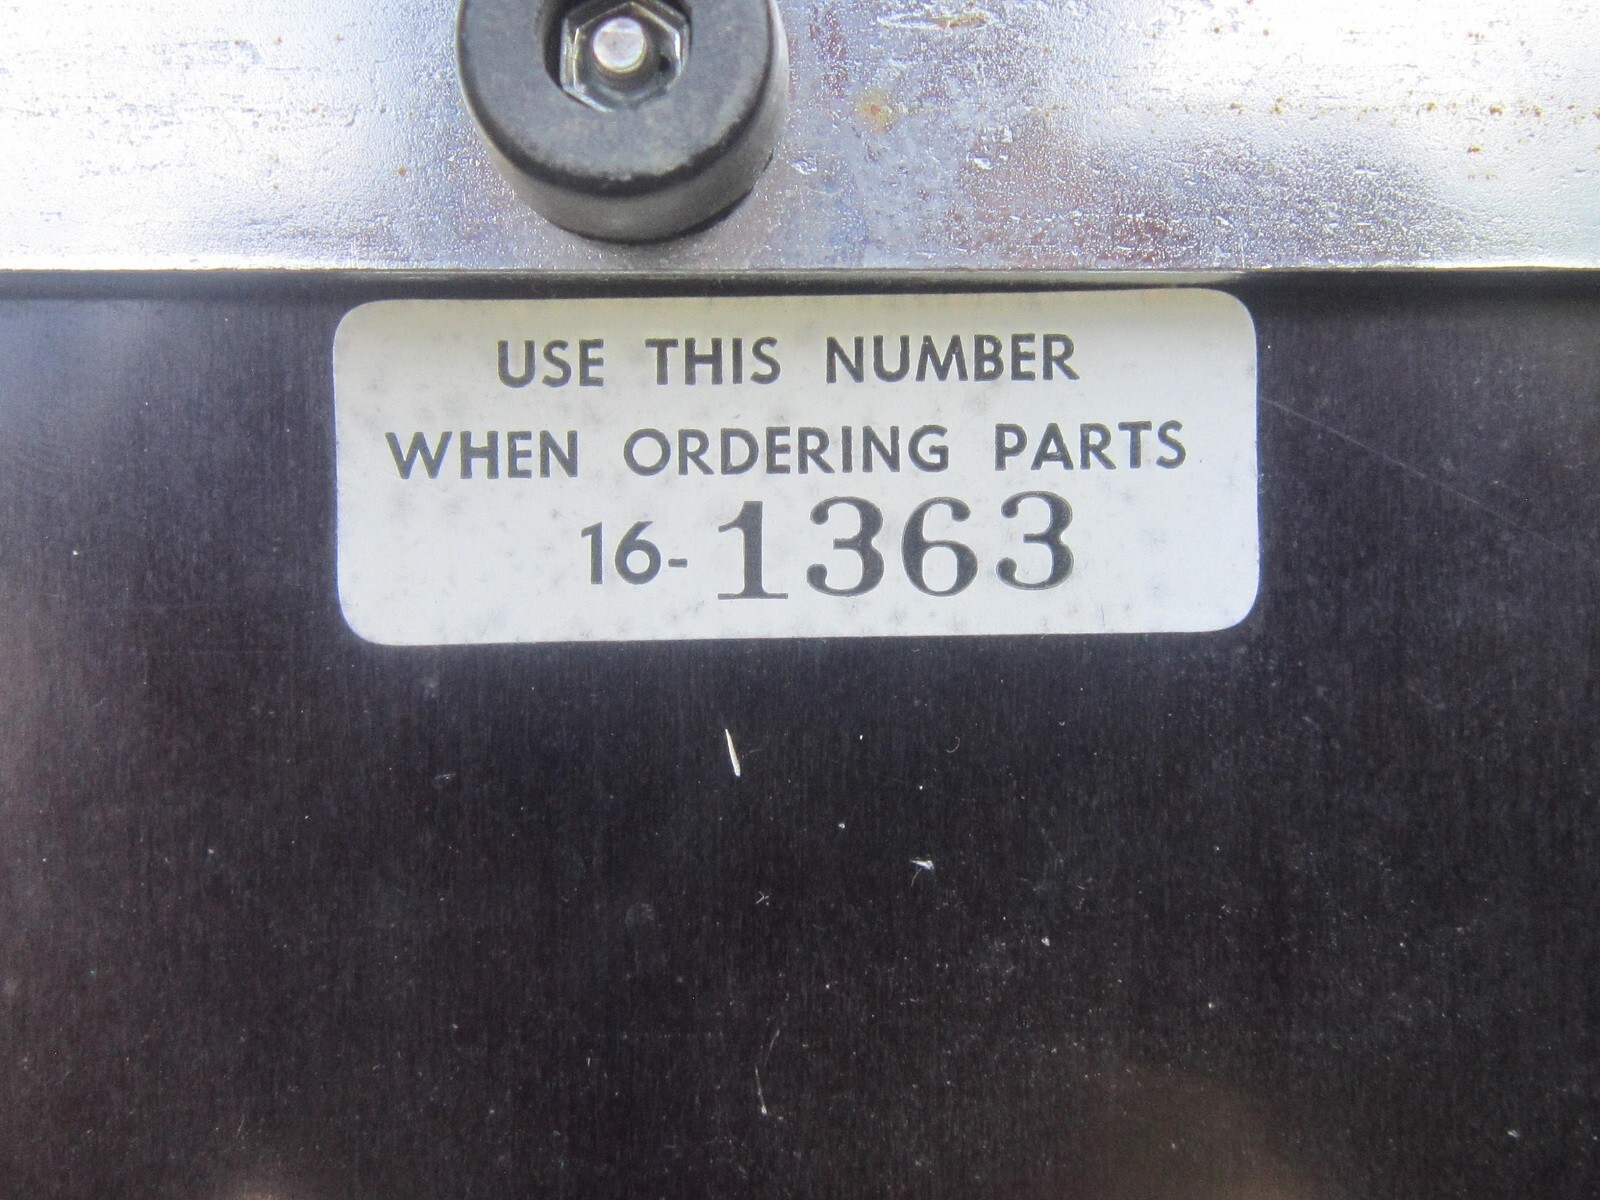 USE THIS NUMBER
WHEN ORDERING PARTS
16-1363